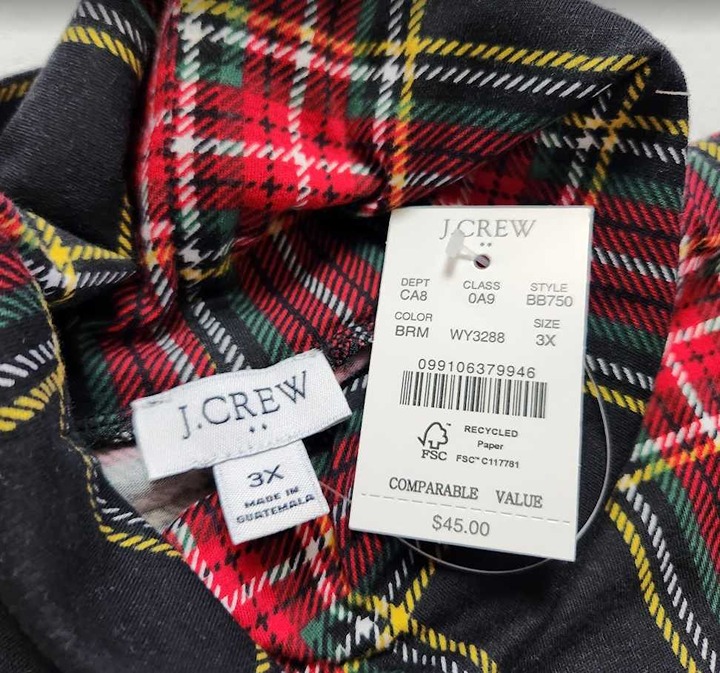 J.CREW
DEPT CLASS STYLE
CA8 0A9 BB750
COLOR SIZE
BRM WY3288 3X
099106379946
FSC™
RECYCLED
Paper
FSC™ C117781
COMPARABLE VALUE
$45.00
J.CREW
3X
MADE IN
GUATEMALA